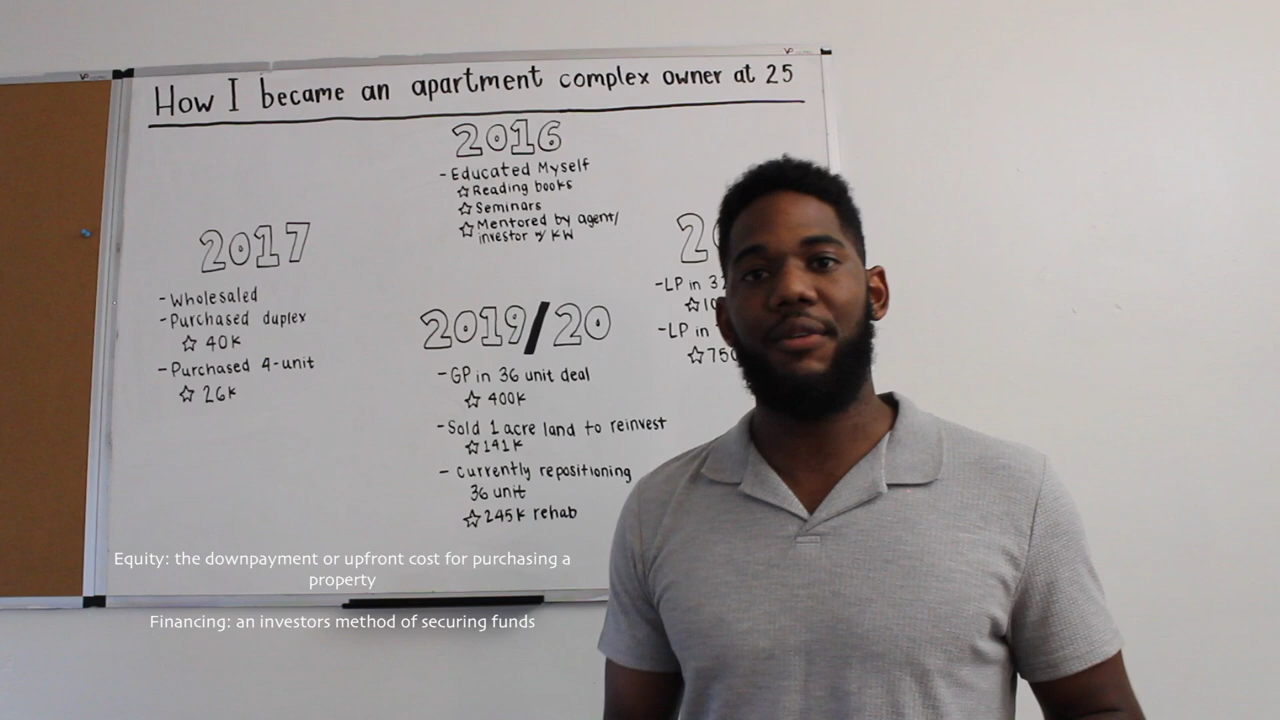 How I became an apartment complex owner at 25
2016
- Educated Myself
☆ Reading books
☆ Seminars
☆ Mentored by agent/
investor w/ KW
2017
- Wholesaled
- Purchased duplex
☆ 40K
- Purchased 4-unit
☆ 26K
-LP in
-LP in
2019/20
- GP in 36 unit deal
☆ 400K
- Sold 1 acre land to reinvest
☆ 141K
- Currently repositioning
36 unit
☆ 245K rehab
Equity: the downpayment or upfront cost for purchasing a
property
Financing: an investors method of securing funds